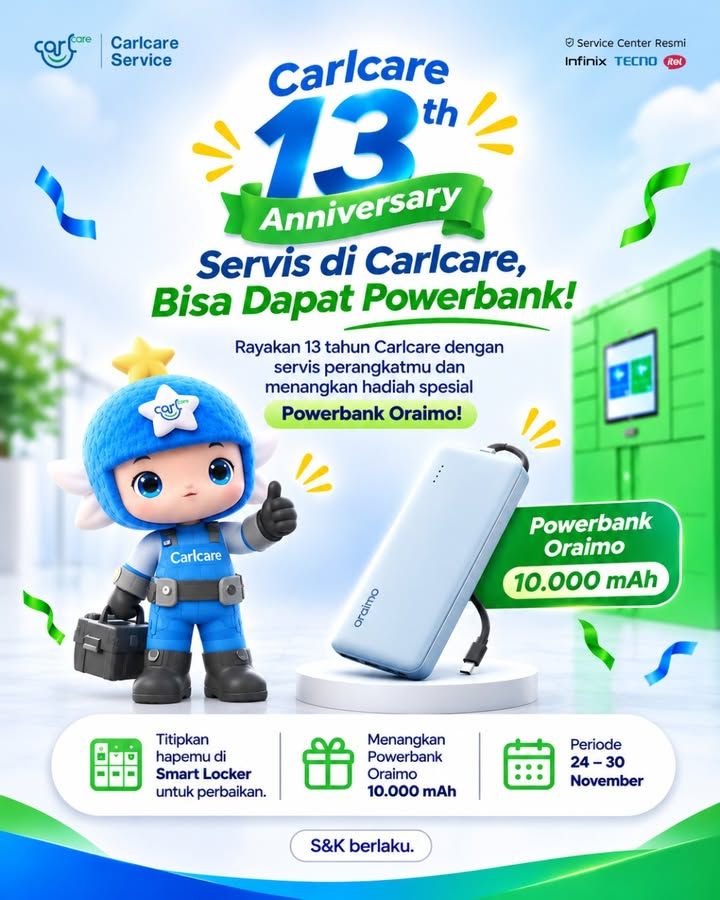 carlcare
Carlcare
Service
Service Center Resmi
Infinix TECNO itel
Carlcare
13th
Anniversary
Servis di Carlcare,
Bisa Dapat Powerbank!
Rayakan 13 tahun Carlcare dengan
servis perangkatmu dan
menangkan hadiah spesial
Powerbank Oraimo!
carlcare
Carlcare
oraimo
Powerbank
Oraimo
10.000 mAh
Titipkan
hapemu di
Smart Locker
untuk perbaikan.
Menangkan
Powerbank
Oraimo
10.000 mAh
Periode
24 – 30
November
S&K berlaku.